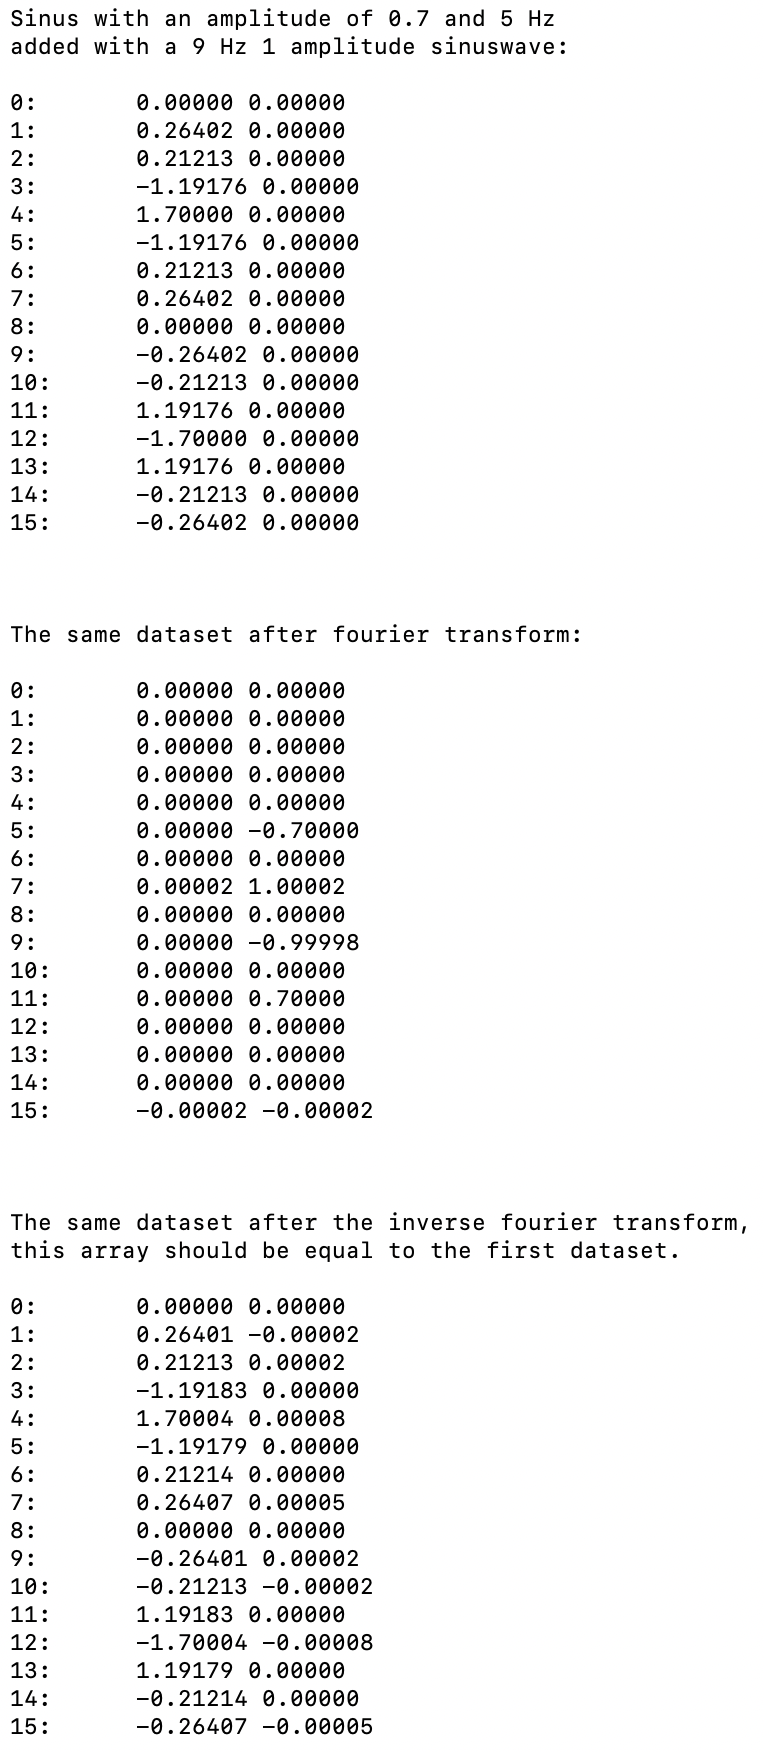 Sinus with an amplitude of 0.7 and 5 Hz
added with a 9 Hz 1 amplitude sinuswave:
0: 0.00000 0.00000
1: 0.26402 0.00000
2: 0.21213 0.00000
3: -1.19176 0.00000
4: 1.70000 0.00000
5: -1.19176 0.00000
6: 0.21213 0.00000
7: 0.26402 0.00000
8: 0.00000 0.00000
9: -0.26402 0.00000
10: -0.21213 0.00000
11: 1.19176 0.00000
12: -1.70000 0.00000
13: 1.19176 0.00000
14: -0.21213 0.00000
15: -0.26402 0.00000
The same dataset after fourier transform:
0: 0.00000 0.00000
1: 0.00000 0.00000
2: 0.00000 0.00000
3: 0.00000 0.00000
4: 0.00000 0.00000
5: 0.00000 -0.70000
6: 0.00000 0.00000
7: 0.00002 1.00002
8: 0.00000 0.00000
9: 0.00000 -0.99998
10: 0.00000 0.00000
11: 0.00000 0.70000
12: 0.00000 0.00000
13: 0.00000 0.00000
14: 0.00000 0.00000
15: -0.00002 -0.00002
The same dataset after the inverse fourier transform,
this array should be equal to the first dataset.
0: 0.00000 0.00000
1: 0.26401 -0.00002
2: 0.21213 0.00002
3: -1.19183 0.00000
4: 1.70004 0.00008
5: -1.19179 0.00000
6: 0.21214 0.00000
7: 0.26407 0.00005
8: 0.00000 0.00000
9: -0.26401 0.00002
10: -0.21213 -0.00002
11: 1.19183 0.00000
12: -1.70004 -0.00008
13: 1.19179 0.00000
14: -0.21214 0.00000
15: -0.26407 -0.00005